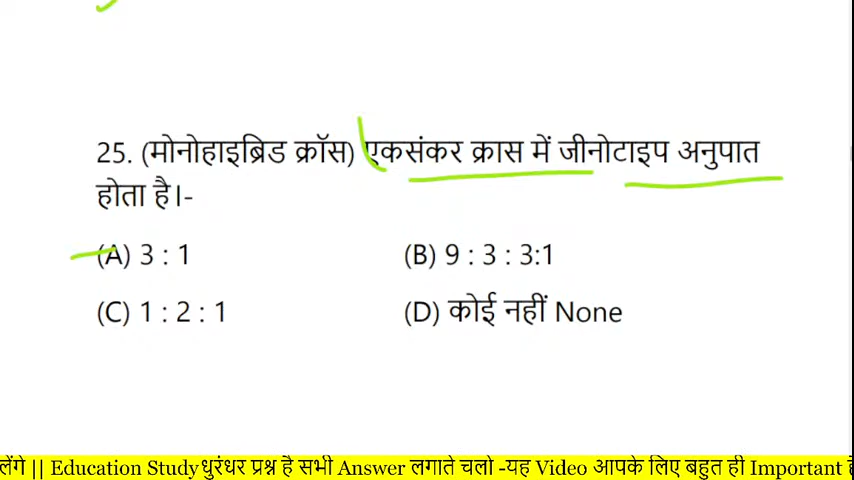 25. (मोनोहाइब्रिड क्रॉस) एकसंकर क्रास में जीनोटाइप अनुपात
होता है।-
(A) 3 : 1 (B) 9 : 3 : 3:1
(C) 1 : 2 : 1 (D) कोई नहीं None
लेंगे || Education Study धुरंधर प्रश्न है सभी Answer लगाते चलो -यह Video आपके लिए बहुत ही Important